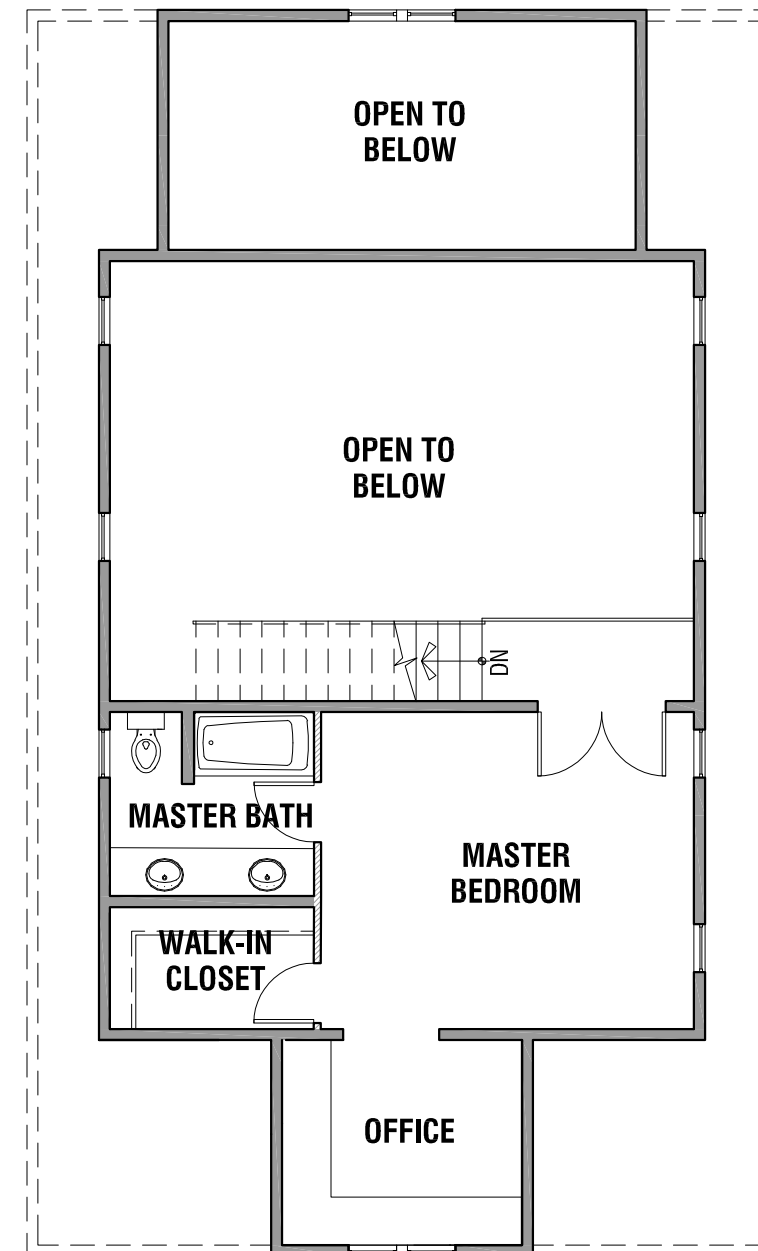 OPEN TO
BELOW
OPEN TO
BELOW
DN
MASTER BATH
MASTER
BEDROOM
WALK-IN
CLOSET
OFFICE